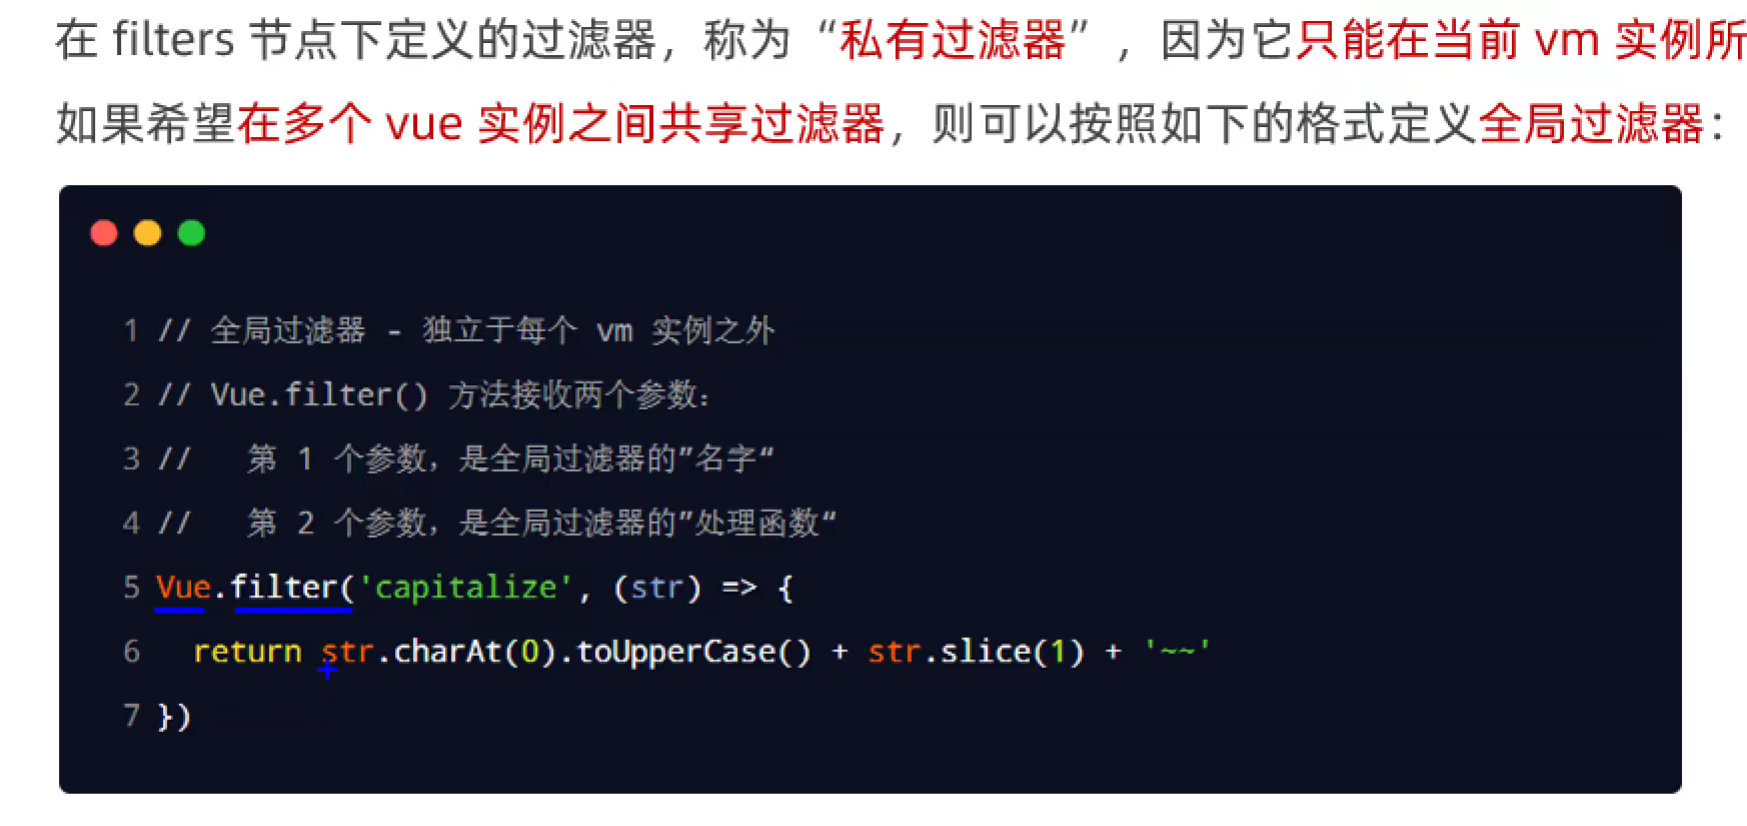 在 filters 节点下定义的过滤器，称为“私有过滤器”，因为它只能在当前 vm 实例所
如果希望在多个 vue 实例之间共享过滤器，则可以按照如下的格式定义全局过滤器：
1 // 全局过滤器 - 独立于每个 vm 实例之外
2 // Vue.filter() 方法接收两个参数：
3 //   第 1 个参数，是全局过滤器的”名字“
4 //   第 2 个参数，是全局过滤器的”处理函数“
5 Vue.filter('capitalize', (str) => {
6   return str.charAt(0).toUpperCase() + str.slice(1) + '~~'
7 })